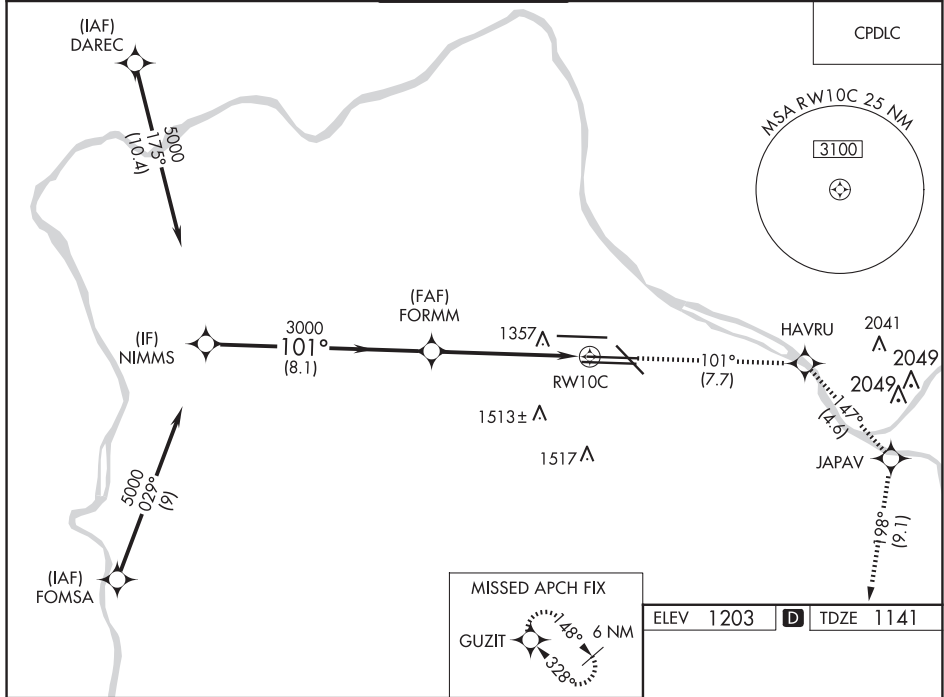 (IAF)
DAREC
CPDLC
5000
175°
(10.4)
MSA RW10C 25 NM
3100
(IF)
NIMMS
3000
101°
(8.1)
(FAF)
FORMM
1357
RW10C
101°
(7.7)
HAVRU
2041
2049
2049
147°
(4.6)
1513±
1517
JAPAV
5000
029°
(9)
198°
(9.1)
(IAF)
FOMSA
MISSED APCH FIX
GUZIT
148°
6 NM
328°
ELEV 1203 D TDZE 1141